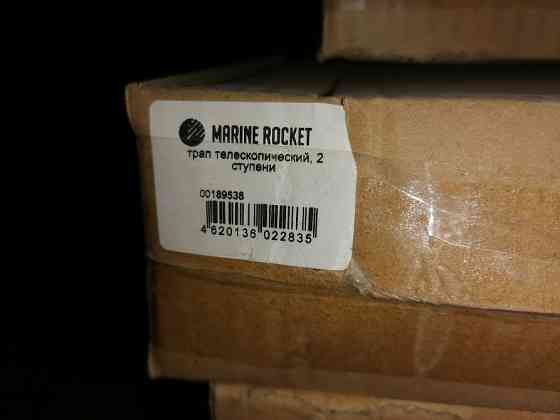 MARINE ROCKET
трап телескопический, 2
ступени
00189538
4 620136 022835